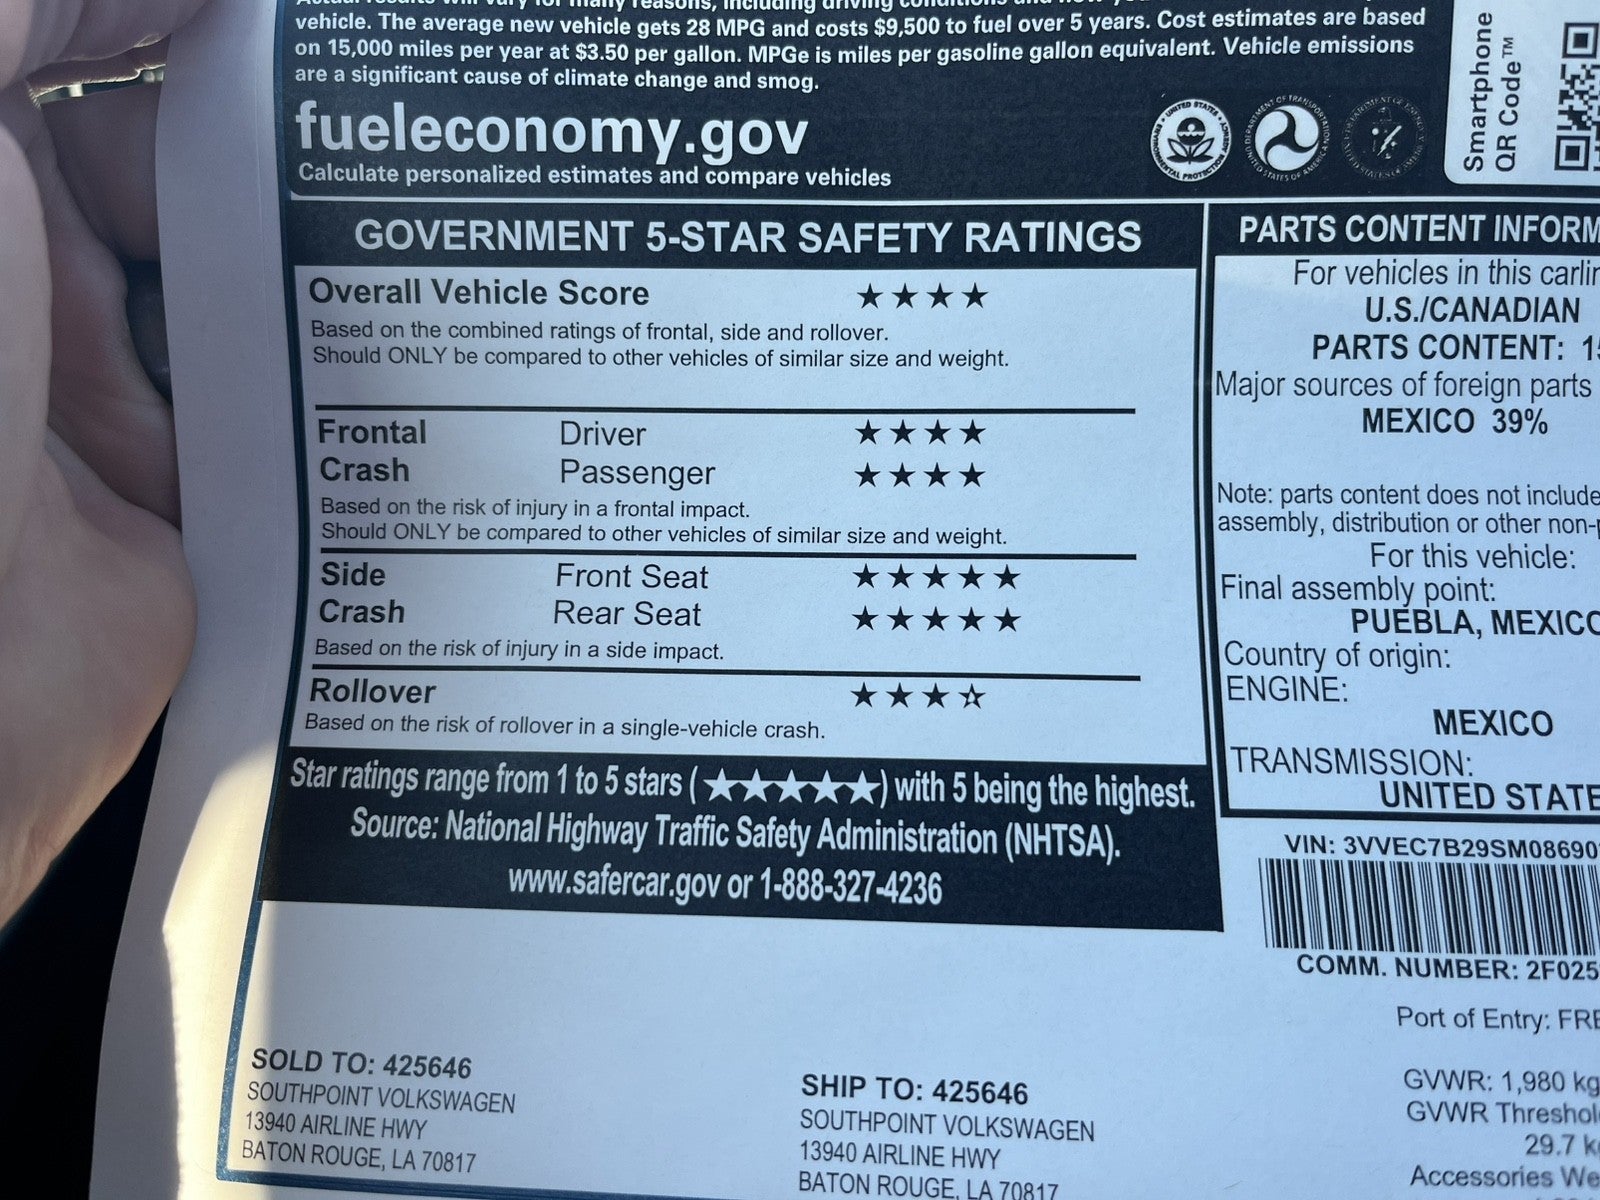 vehicle. The average new vehicle gets 28 MPG and costs $9,500 to fuel over 5 years. Cost estimates are based
on 15,000 miles per year at $3.50 per gallon. MPGe is miles per gasoline gallon equivalent. Vehicle emissions
are a significant cause of climate change and smog.
fueleconomy.gov
Calculate personalized estimates and compare vehicles
Smartphone
QR Code™
GOVERNMENT 5-STAR SAFETY RATINGS
Overall Vehicle Score ★★★★
Based on the combined ratings of frontal, side and rollover.
Should ONLY be compared to other vehicles of similar size and weight.
Frontal Driver ★★★★
Crash Passenger ★★★★
Based on the risk of injury in a frontal impact.
Should ONLY be compared to other vehicles of similar size and weight.
Side Front Seat ★★★★★
Crash Rear Seat ★★★★★
Based on the risk of injury in a side impact.
Rollover ★★★☆
Based on the risk of rollover in a single-vehicle crash.
Star ratings range from 1 to 5 stars (★★★★★) with 5 being the highest.
Source: National Highway Traffic Safety Administration (NHTSA).
www.safercar.gov or 1-888-327-4236
PARTS CONTENT
For vehicles in this
U.S./CANADIAN
PARTS CONTENT:
Major sources of foreign parts
MEXICO 39%
Note: parts content does not include
assembly, distribution or other
For this vehicle:
Final assembly point:
PUEBLA, MEXICO
Country of origin:
ENGINE:
MEXICO
TRANSMISSION:
UNITED
VIN: 3VVEC7B29SM08690
COMM. NUMBER: 2F025
Port of Entry:
GVWR: 1,980 kg
GVWR
29.7
Accessories
SOLD TO: 425646
SOUTHPOINT VOLKSWAGEN
13940 AIRLINE HWY
BATON ROUGE, LA 70817
SHIP TO: 425646
SOUTHPOINT VOLKSWAGEN
13940 AIRLINE HWY
BATON ROUGE, LA 70817